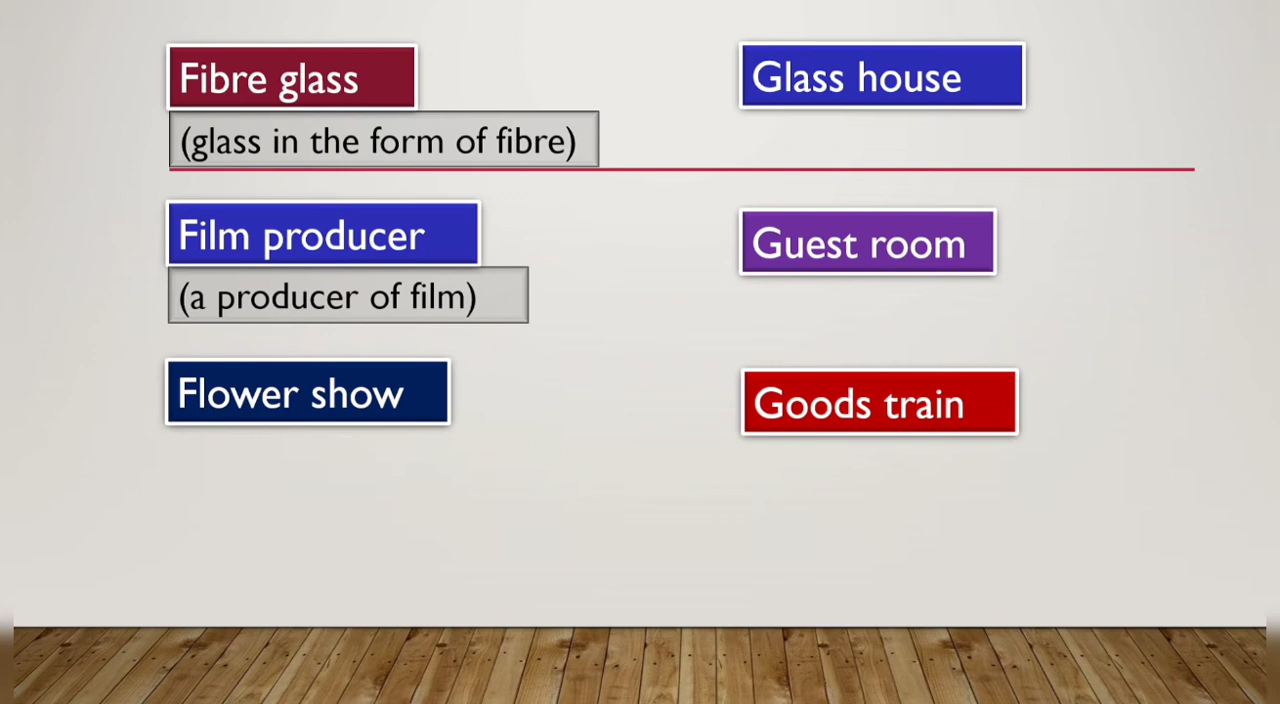 Fibre glass
(glass in the form of fibre)
Film producer
(a producer of film)
Flower show
Glass house
Guest room
Goods train